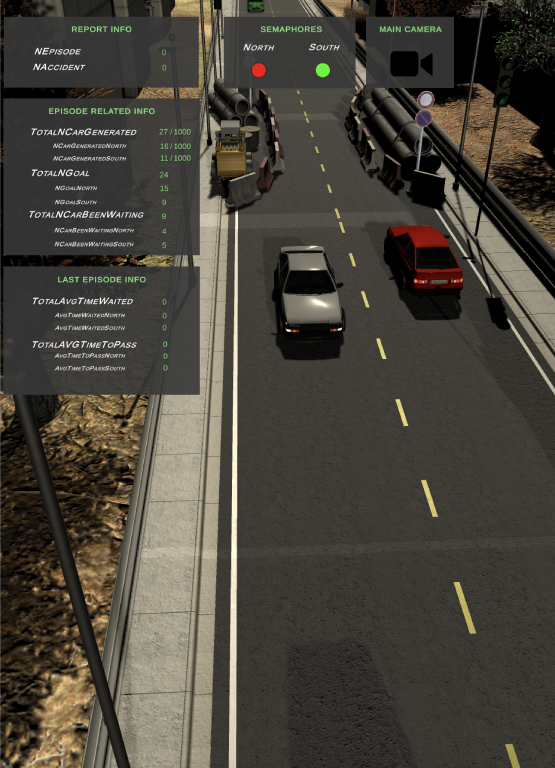 REPORT INFO
NEpisode 0
NAccident 0
SEMAPHORES
North South
MAIN CAMERA
EPISODE RELATED INFO
TotalNCarGenerated 27 / 1000
NCarGeneratedNorth 16 / 1000
NCarGeneratedSouth 11 / 1000
TotalNGoal 24
NGoalNorth 15
NGoalSouth 9
TotalNCarBeenWaiting 9
NCarBeenWaitingNorth 4
NCarBeenWaitingSouth 5
LAST EPISODE INFO
TotalAvgTimeWaited 0
AvgTimeWaitedNorth 0
AvgTimeWaitedSouth 0
TotalAVGTimeToPass 0
AvgTimeToPassNorth 0
AvgTimeToPassSouth 0